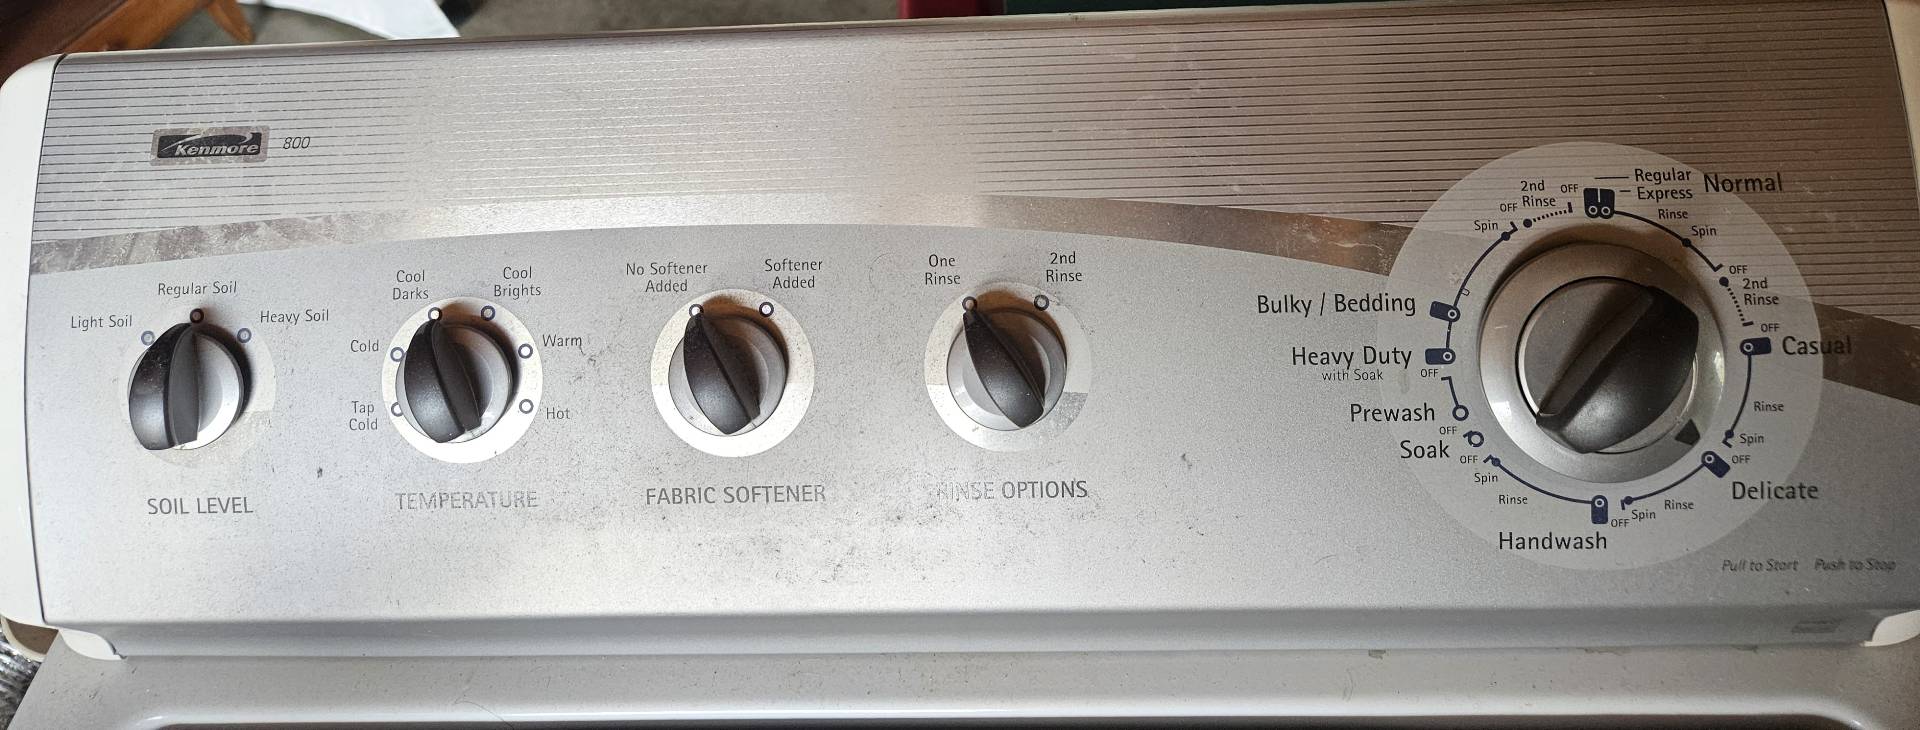 Kenmore 800
Light Soil
Regular Soil
Heavy Soil
SOIL LEVEL
Tap
Cold
Cold
Cool
Darks
Cool
Brights
Warm
Hot
TEMPERATURE
No Softener
Added
Softener
Added
FABRIC SOFTENER
One
Rinse
2nd
Rinse
RINSE OPTIONS
Regular
Express
Normal
Rinse
Spin
OFF
2nd
Rinse
OFF
Casual
Rinse
Spin
OFF
Delicate
Rinse
Spin
OFF
Handwash
Rinse
Spin
OFF
Soak
OFF
Prewash
OFF
Heavy Duty
with Soak
Bulky / Bedding
Spin
OFF
2nd
Rinse
OFF
Pull to Start Push to Stop